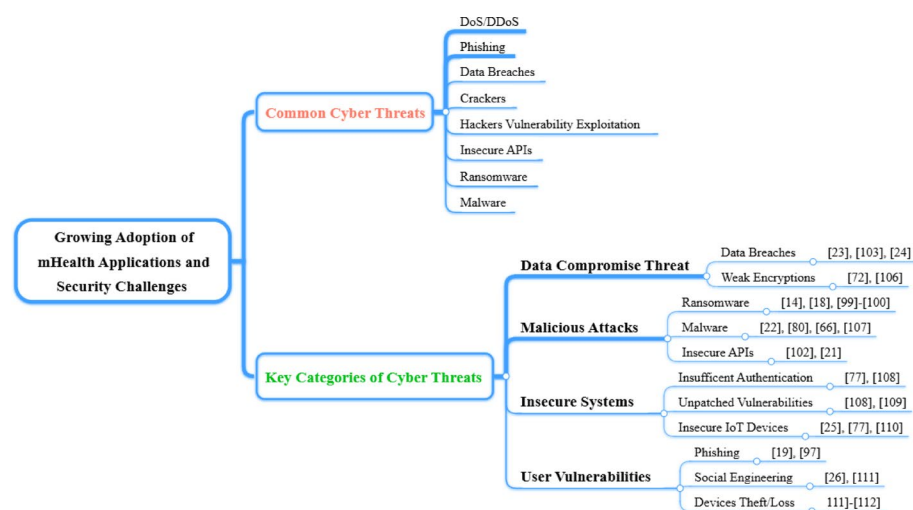 Growing Adoption of
mHealth Applications and
Security Challenges
Common Cyber Threats
DoS/DDoS
Phishing
Data Breaches
Crackers
Hackers Vulnerability Exploitation
Insecure APIs
Ransomware
Malware
Key Categories of Cyber Threats
Data Compromise Threat
Data Breaches [23], [103], [24]
Weak Encryptions [72], [106]
Malicious Attacks
Ransomware [14], [18], [99]-[100]
Malware [22], [80], [66], [107]
Insecure APIs [102], [21]
Insecure Systems
Insufficent Authentication [77], [108]
Unpatched Vulnerabilities [108], [109]
Insecure IoT Devices [25], [77], [110]
User Vulnerabilities
Phishing [19], [97]
Social Engineering [26], [111]
Devices Theft/Loss 111]-[112]